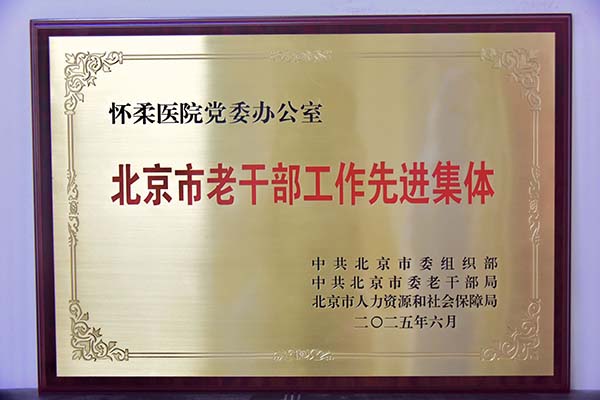 怀柔医院党委办公室
北京市老干部工作先进集体
中共北京市委组织部
中共北京市委老干部局
北京市人力资源和社会保障局
二〇二五年六月